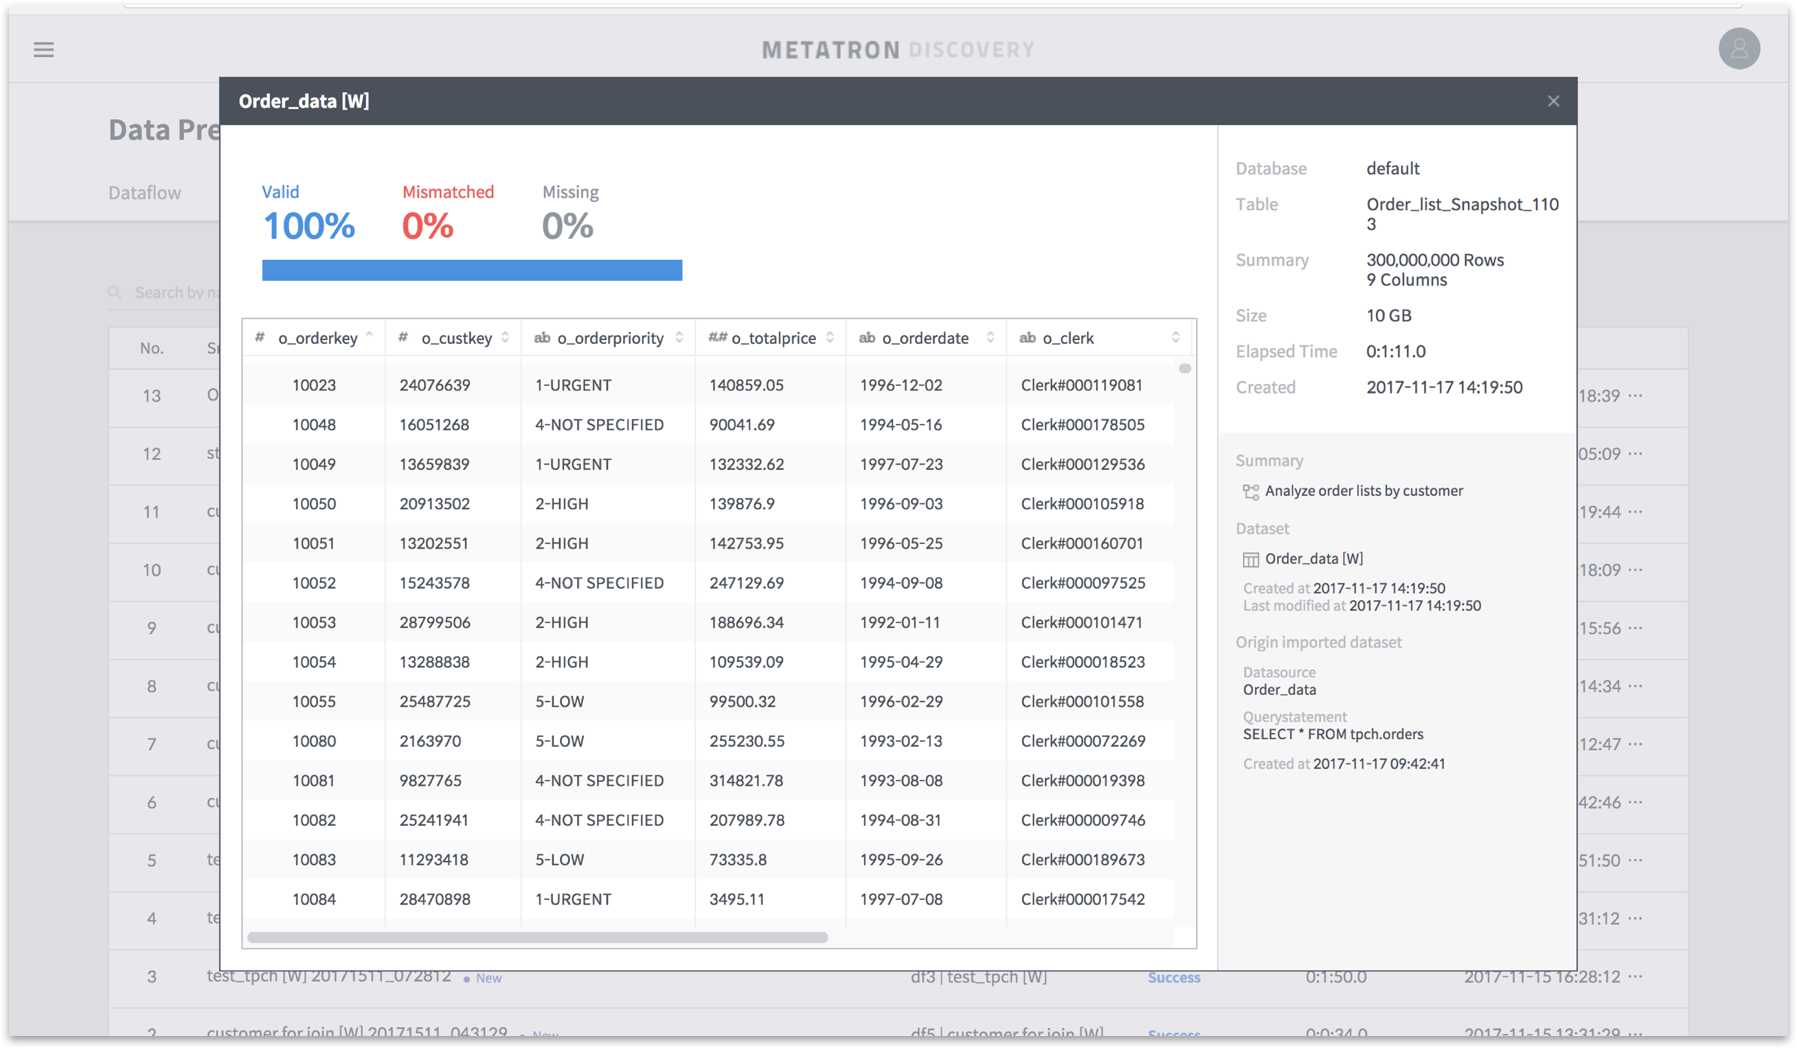 METATRON DISCOVERY
Order_data [W]
Data Pre
Dataflow
Search by na
Valid Mismatched Missing
100% 0% 0%
# o_orderkey # o_custkey ab o_orderpriority ## o_totalprice ab o_orderdate ab o_clerk
10023 24076639 1-URGENT 140859.05 1996-12-02 Clerk#000119081
10048 16051268 4-NOT SPECIFIED 90041.69 1994-05-16 Clerk#000178505
10049 13659839 1-URGENT 132332.62 1997-07-23 Clerk#000129536
10050 20913502 2-HIGH 139876.9 1996-09-03 Clerk#000105918
10051 13202551 2-HIGH 142753.95 1996-05-25 Clerk#000160701
10052 15243578 4-NOT SPECIFIED 247129.69 1994-09-08 Clerk#000097525
10053 28799506 2-HIGH 188696.34 1992-01-11 Clerk#000101471
10054 13288838 2-HIGH 109539.09 1995-04-29 Clerk#000018523
10055 25487725 5-LOW 99500.32 1996-02-29 Clerk#000101558
10080 2163970 5-LOW 255230.55 1993-02-13 Clerk#000072269
10081 9827765 4-NOT SPECIFIED 314821.78 1993-08-08 Clerk#000019398
10082 25241941 4-NOT SPECIFIED 207989.78 1994-08-31 Clerk#000009746
10083 11293418 5-LOW 73335.8 1995-09-26 Clerk#000189673
10084 28470898 1-URGENT 3495.11 1997-07-08 Clerk#000017542
Database default
Table Order_list_Snapshot_110
3
Summary 300,000,000 Rows
9 Columns
Size 10 GB
Elapsed Time 0:1:11.0
Created 2017-11-17 14:19:50
Summary
Analyze order lists by customer
Dataset
Order_data [W]
Created at 2017-11-17 14:19:50
Last modified at 2017-11-17 14:19:50
Origin imported dataset
Datasource
Order_data
Querystatement
SELECT * FROM tpch.orders
Created at 2017-11-17 09:42:41
No. Sn
13 O 18:39 ...
12 st 05:09 ...
11 cu 19:44 ...
10 cu 18:09 ...
9 cu 15:56 ...
8 cu 14:34 ...
7 cu 12:47 ...
6 cu 42:46 ...
5 te 51:50 ...
4 te 31:12 ...
3 test_tpch [W] 20171511_072812 • New df3 | test_tpch [W] Success 0:1:50.0 2017-11-15 16:28:12 ...
2 customer for join [W] 20171511_043129 • New df5 | customer for join [W] Success 0:0:34.0 2017-11-15 13:31:29 ...